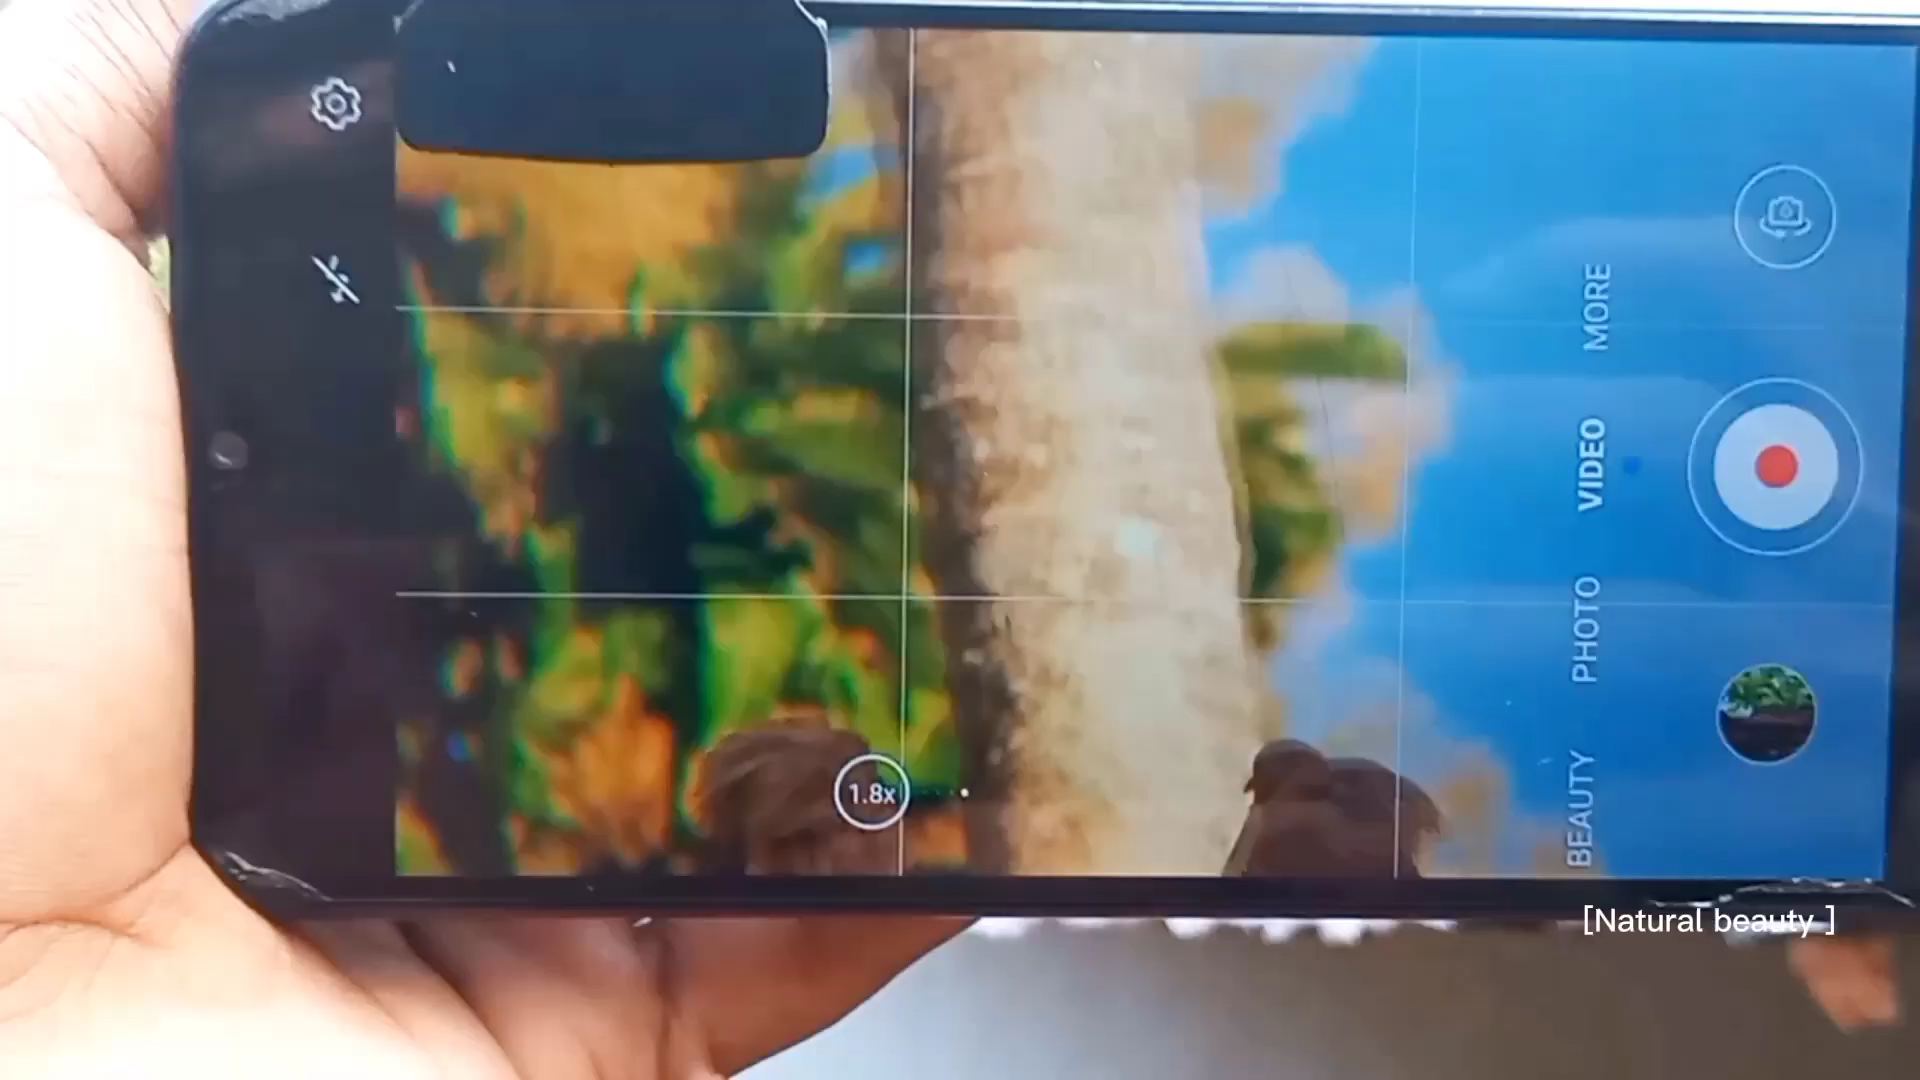 MORE
VIDEO
PHOTO
BEAUTY
1.8x
[Natural beauty ]